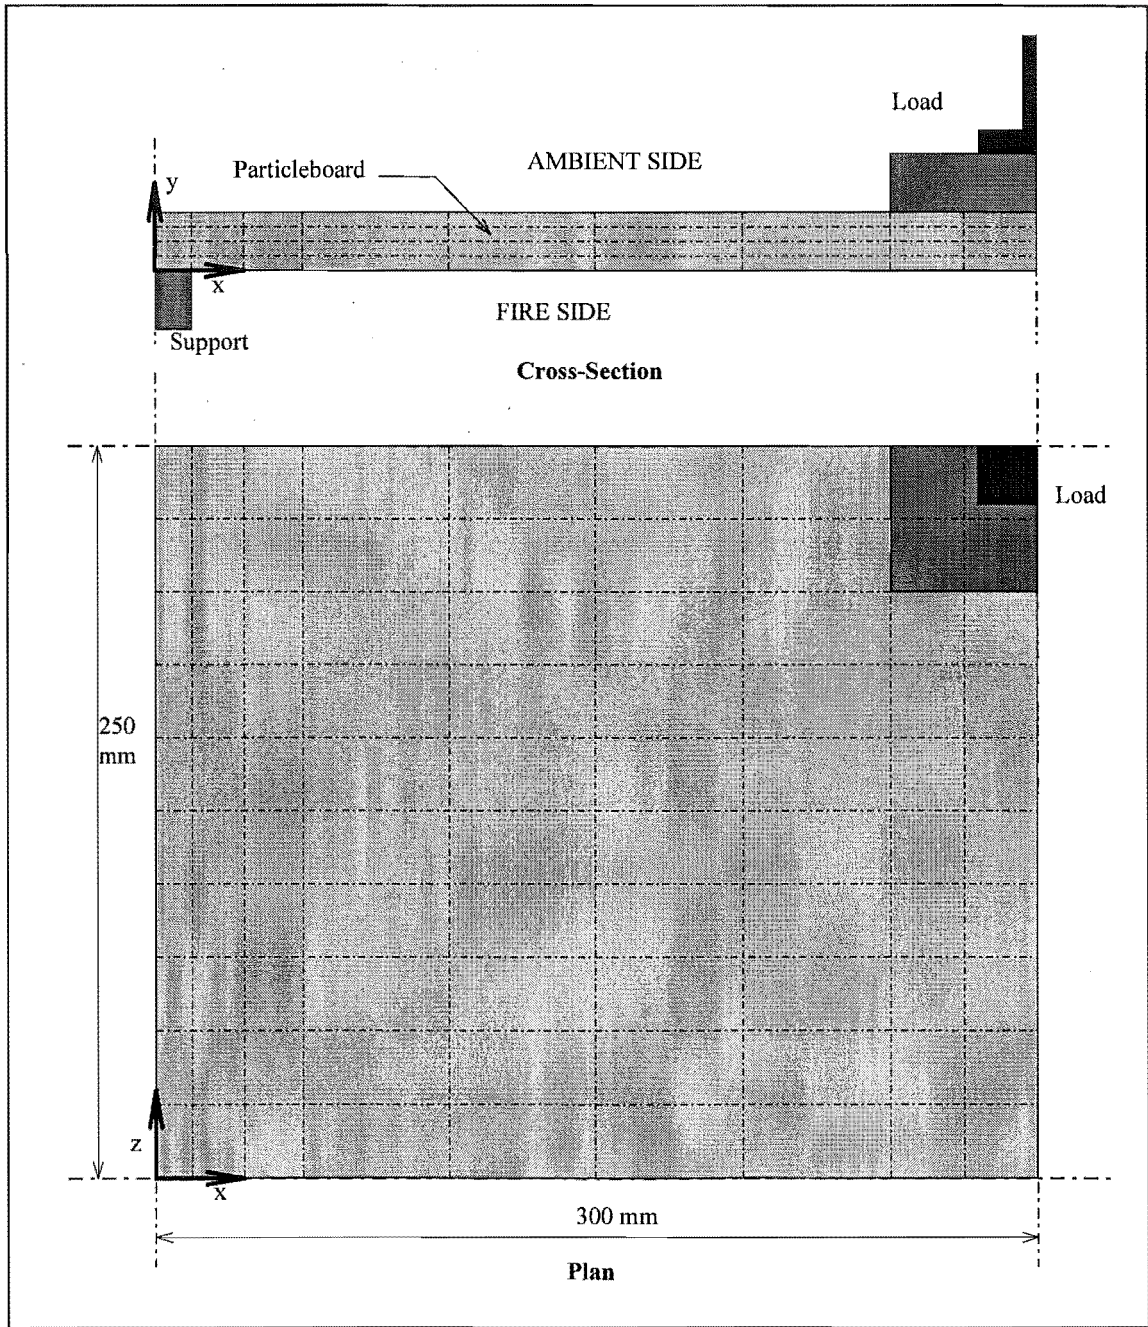 Load
AMBIENT SIDE
Particleboard
y
x
FIRE SIDE
Support
Cross-Section
Load
250
mm
z
x
300 mm
Plan